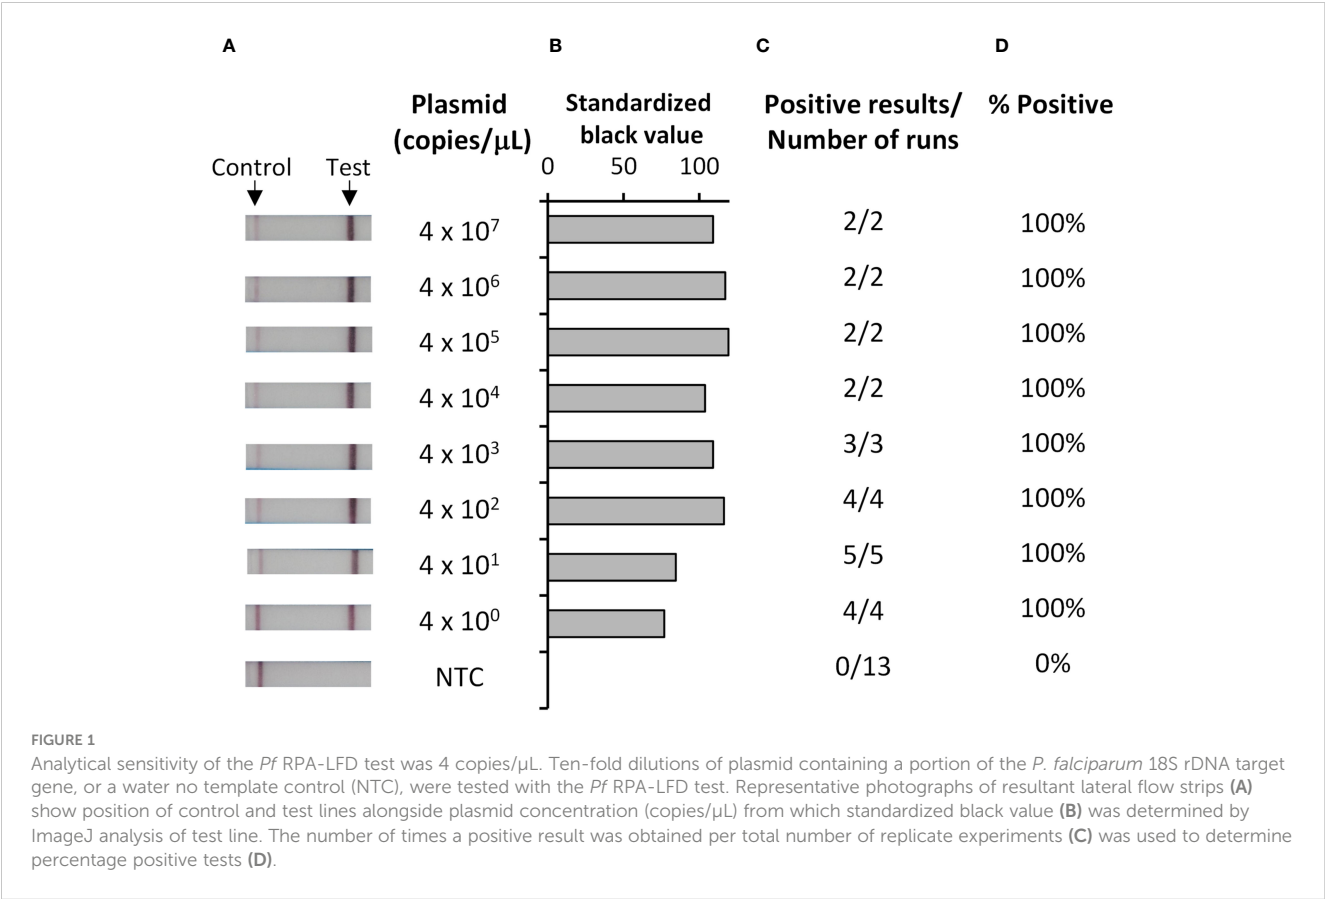 A
B
C
D
Plasmid
(copies/µL)
Standardized
black value
Positive results/
Number of runs
% Positive
Control
Test
0 50 100
4 x 10⁷ 2/2 100%
4 x 10⁶ 2/2 100%
4 x 10⁵ 2/2 100%
4 x 10⁴ 2/2 100%
4 x 10³ 3/3 100%
4 x 10² 4/4 100%
4 x 10¹ 5/5 100%
4 x 10⁰ 4/4 100%
NTC 0/13 0%
FIGURE 1
Analytical sensitivity of the Pf RPA-LFD test was 4 copies/µL. Ten-fold dilutions of plasmid containing a portion of the P. falciparum 18S rDNA target
gene, or a water no template control (NTC), were tested with the Pf RPA-LFD test. Representative photographs of resultant lateral flow strips (A)
show position of control and test lines alongside plasmid concentration (copies/µL) from which standardized black value (B) was determined by
ImageJ analysis of test line. The number of times a positive result was obtained per total number of replicate experiments (C) was used to determine
percentage positive tests (D).